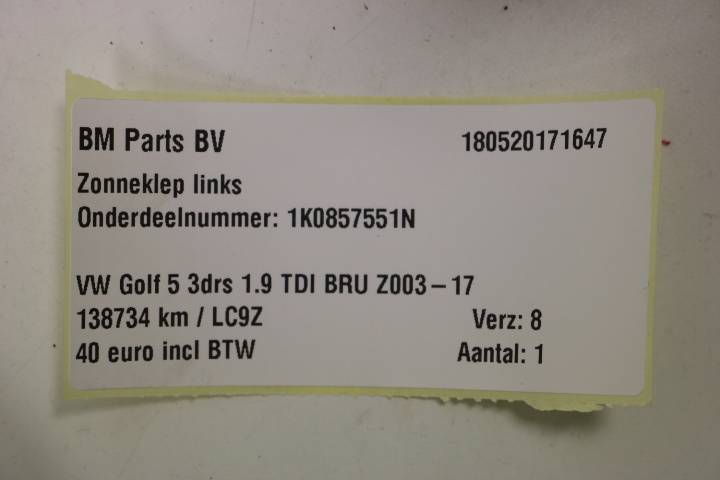 BM Parts BV 180520171647
Zonneklep links
Onderdeelnummer: 1K0857551N
VW Golf 5 3drs 1.9 TDI BRU Z003-17
138734 km / LC9Z Verz: 8
40 euro incl BTW Aantal: 1